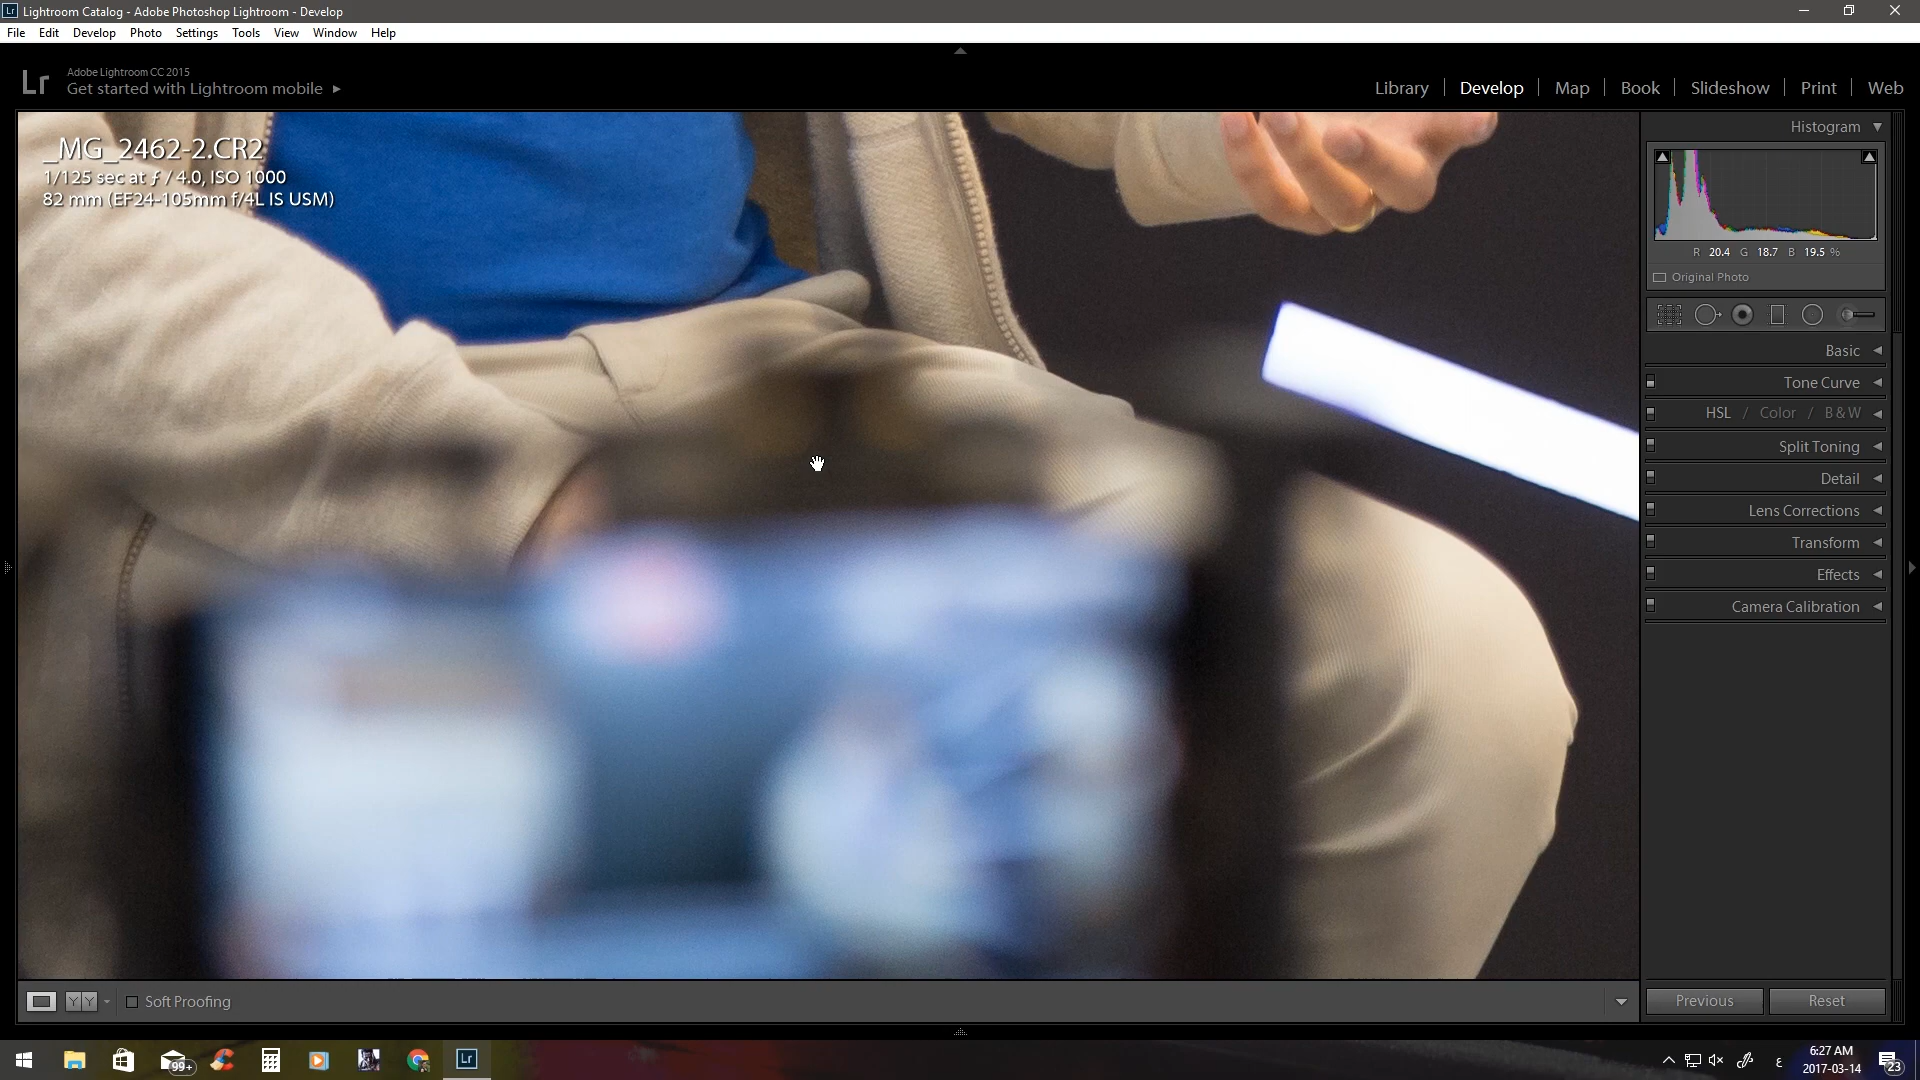 Lightroom Catalog - Adobe Photoshop Lightroom - Develop
File Edit Develop Photo Settings Tools View Window Help
Lr
Adobe Lightroom CC 2015
Get started with Lightroom mobile
Library Develop Map Book Slideshow Print Web
_MG_2462-2.CR2
1/125 sec at ƒ / 4.0, ISO 1000
82 mm (EF24-105mm f/4L IS USM)
Histogram
R 20.4 G 18.7 B 19.5 %
Original Photo
Basic
Tone Curve
HSL / Color / B & W
Split Toning
Detail
Lens Corrections
Transform
Effects
Camera Calibration
Y Y
Soft Proofing
Previous
Reset
99+
Lr
ع
6:27 AM
2017-03-14
23